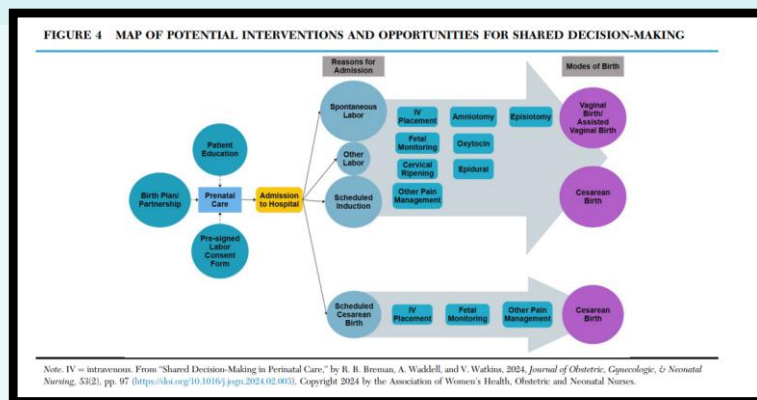 FIGURE 4 MAP OF POTENTIAL INTERVENTIONS AND OPPORTUNITIES FOR SHARED DECISION-MAKING
Reasons for
Admission
Modes of Birth
Spontaneous
Labor
IV
Placement
Amniotomy
Episiotomy
Vaginal
Birth/
Assisted
Vaginal Birth
Patient
Education
Fetal
Monitoring
Oxytocin
Other
Labor
Cervical
Ripening
Epidural
Birth Plan/
Partnership
Prenatal
Care
Admission
to Hospital
Scheduled
Induction
Other Pain
Management
Cesarean
Birth
Pre-signed
Labor
Consent
Form
Scheduled
Cesarean
Birth
IV
Placement
Fetal
Monitoring
Other Pain
Management
Cesarean
Birth
Note. IV = intravenous. From "Shared Decision-Making in Perinatal Care," by R. B. Breman, A. Waddell, and V. Watkins, 2024, Journal of Obstetric, Gynecologic, & Neonatal
Nursing, 53(2), pp. 97 (https://doi.org/10.1016/j.jogn.2024.02.003). Copyright 2024 by the Association of Women's Health, Obstetric and Neonatal Nurses.